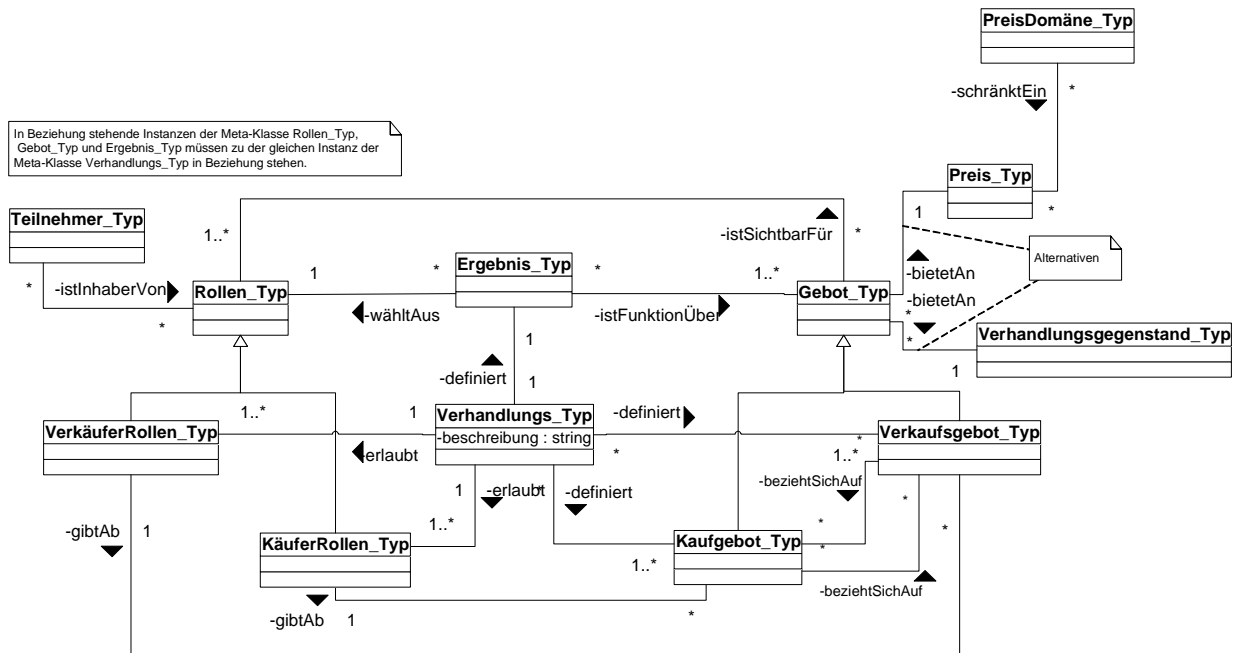 PreisDomäne_Typ
-schränktEin
*
In Beziehung stehende Instanzen der Meta-Klasse Rollen_Typ,
Gebot_Typ und Ergebnis_Typ müssen zu der gleichen Instanz der
Meta-Klasse Verhandlungs_Typ in Beziehung stehen.
Preis_Typ
Teilnehmer_Typ
1
*
1..*
-istSichtbarFür
*
Alternativen
1
*
Ergebnis_Typ
*
1..*
-bietetAn
*
-istInhaberVon
Rollen_Typ
Gebot_Typ
-bietetAn
*
-wähltAus
-istFunktionÜber
*
*
Verhandlungsgegenstand_Typ
1
1
-definiert
1
1..*
1
Verhandlungs_Typ
-definiert
VerkäuferRollen_Typ
-beschreibung : string
Verkaufsgebot_Typ
*
-erlaubt
*
1..*
1
-erlaubt
*
-definiert
-beziehtSichAuf
*
-gibtAb
1
1..*
*
*
KäuferRollen_Typ
Kaufgebot_Typ
*
1..*
-beziehtSichAuf
-gibtAb
1
*